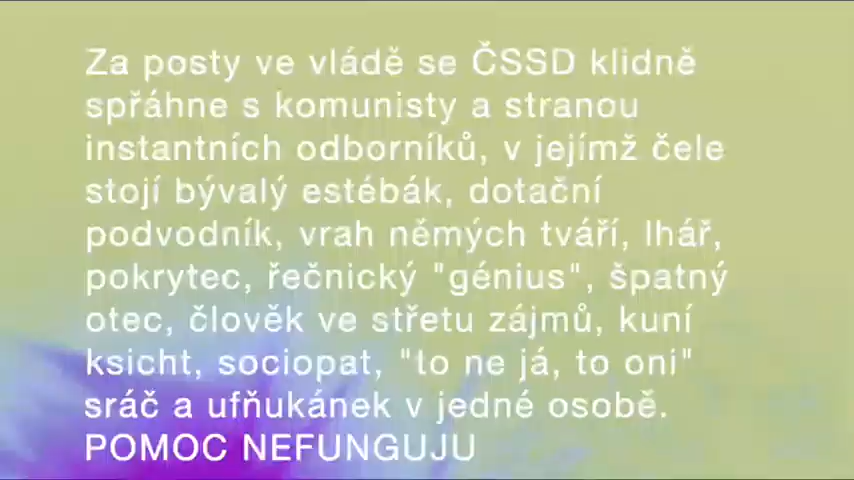 Za posty ve vládě se ČSSD klidně
spřáhne s komunisty a stranou
instantních odborníků, v jejímž čele
stojí bývalý estébák, dotační
podvodník, vrah němých tváří, lhář,
pokrytec, řečnický "génius", špatný
otec, člověk ve střetu zájmů, kuní
ksicht, sociopat, "to ne já, to oni"
sráč a ufňukánek v jedné osobě.
POMOC NEFUNGUJU